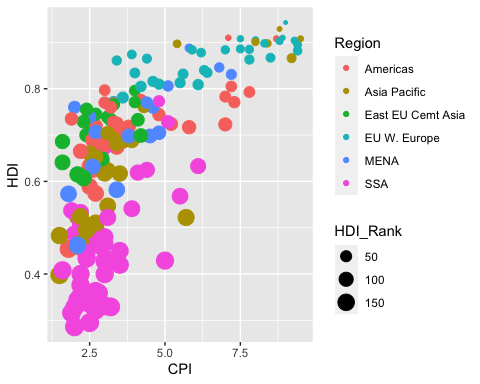 HDI
0.8
0.6
0.4
2.5 5.0 7.5
CPI
Region
Americas
Asia Pacific
East EU Cemt Asia
EU W. Europe
MENA
SSA
HDI_Rank
50
100
150